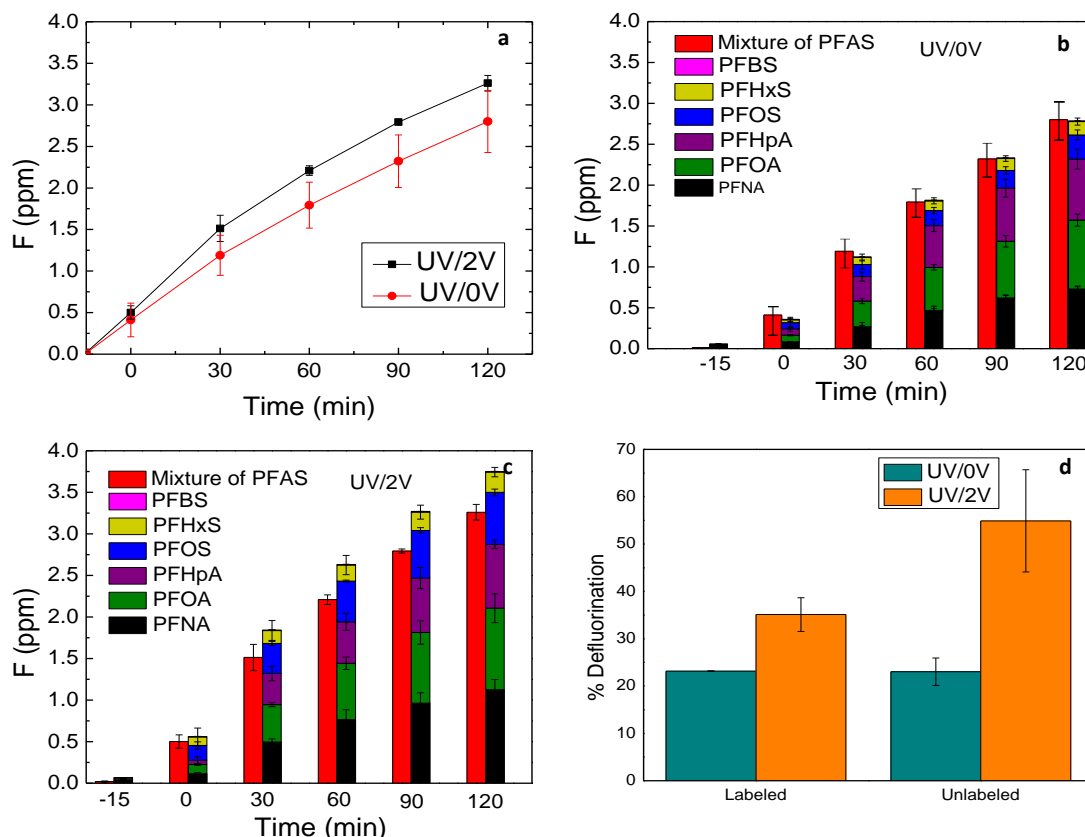 a
4.0
3.5
3.0
2.5
2.0
1.5
1.0
0.5
0.0
F (ppm)
UV/2V
UV/0V
0 30 60 90 120
Time (min)
b
4.0
3.5
3.0
2.5
2.0
1.5
1.0
0.5
0.0
F (ppm)
Mixture of PFAS
PFBS
PFHxS
PFOS
PFHpA
PFOA
PFNA
UV/0V
-15 0 30 60 90 120
Time (min)
c
4.0
3.5
3.0
2.5
2.0
1.5
1.0
0.5
0.0
F (ppm)
Mixture of PFAS
PFBS
PFHxS
PFOS
PFHpA
PFOA
PFNA
UV/2V
-15 0 30 60 90 120
Time (min)
d
70
60
50
40
30
20
10
0
% Defluorination
UV/0V
UV/2V
Labeled Unlabeled